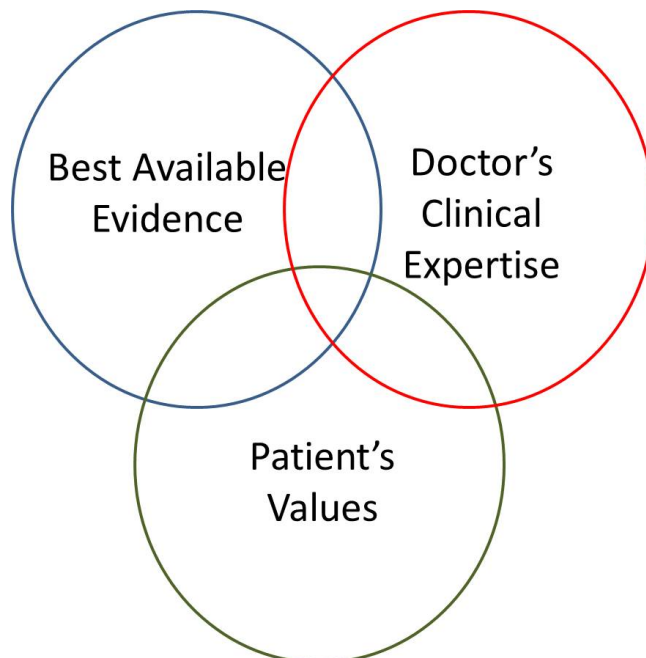 Best Available
Evidence
Doctor’s
Clinical
Expertise
Patient’s
Values